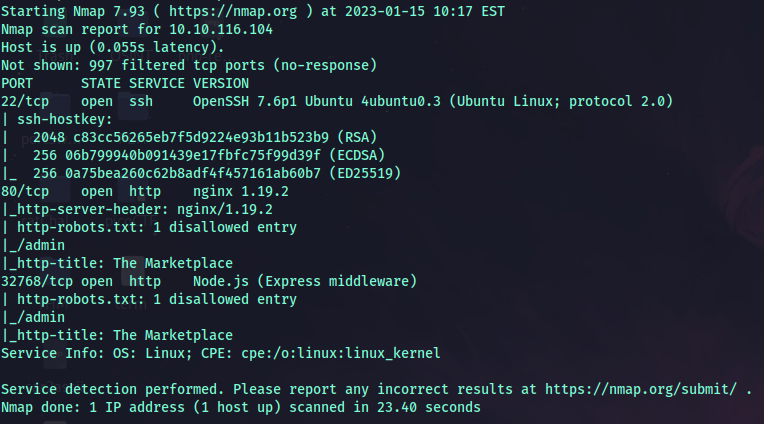 Starting Nmap 7.93 ( https://nmap.org ) at 2023-01-15 10:17 EST
Nmap scan report for 10.10.116.104
Host is up (0.055s latency).
Not shown: 997 filtered tcp ports (no-response)
PORT      STATE SERVICE VERSION
22/tcp    open  ssh     OpenSSH 7.6p1 Ubuntu 4ubuntu0.3 (Ubuntu Linux; protocol 2.0)
| ssh-hostkey:
|   2048 c83cc56265eb7f5d9224e93b11b523b9 (RSA)
|   256 06b799940b091439e17fbfc75f99d39f (ECDSA)
|_  256 0a75bea260c62b8adf4f457161ab60b7 (ED25519)
80/tcp    open  http    nginx 1.19.2
|_http-server-header: nginx/1.19.2
| http-robots.txt: 1 disallowed entry
|_/admin
|_http-title: The Marketplace
32768/tcp open  http    Node.js (Express middleware)
| http-robots.txt: 1 disallowed entry
|_/admin
|_http-title: The Marketplace
Service Info: OS: Linux; CPE: cpe:/o:linux:linux_kernel

Service detection performed. Please report any incorrect results at https://nmap.org/submit/ .
Nmap done: 1 IP address (1 host up) scanned in 23.40 seconds